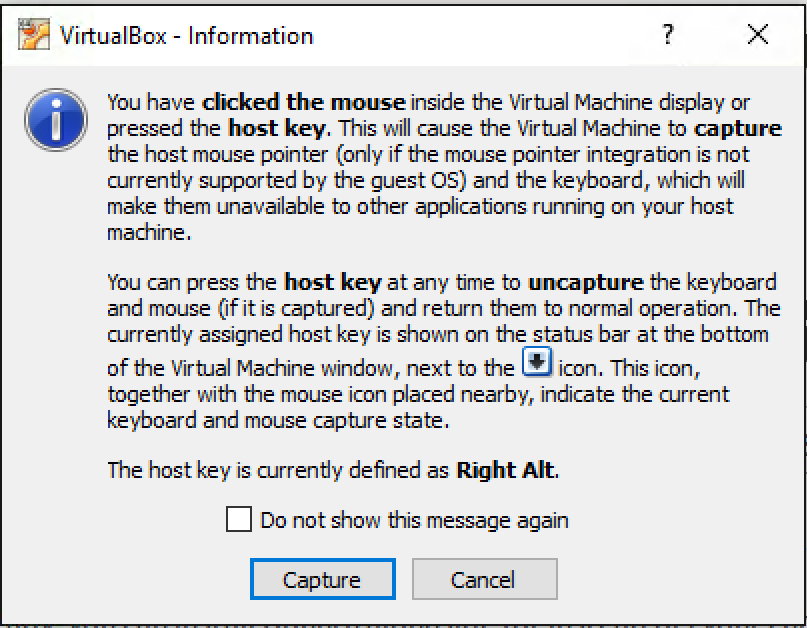 VirtualBox - Information
?
You have clicked the mouse inside the Virtual Machine display or
pressed the host key. This will cause the Virtual Machine to capture
the host mouse pointer (only if the mouse pointer integration is not
currently supported by the guest OS) and the keyboard, which will
make them unavailable to other applications running on your host
machine.
You can press the host key at any time to uncapture the keyboard
and mouse (if it is captured) and return them to normal operation. The
currently assigned host key is shown on the status bar at the bottom
of the Virtual Machine window, next to the icon. This icon,
together with the mouse icon placed nearby, indicate the current
keyboard and mouse capture state.
The host key is currently defined as Right Alt.
Do not show this message again
Capture
Cancel